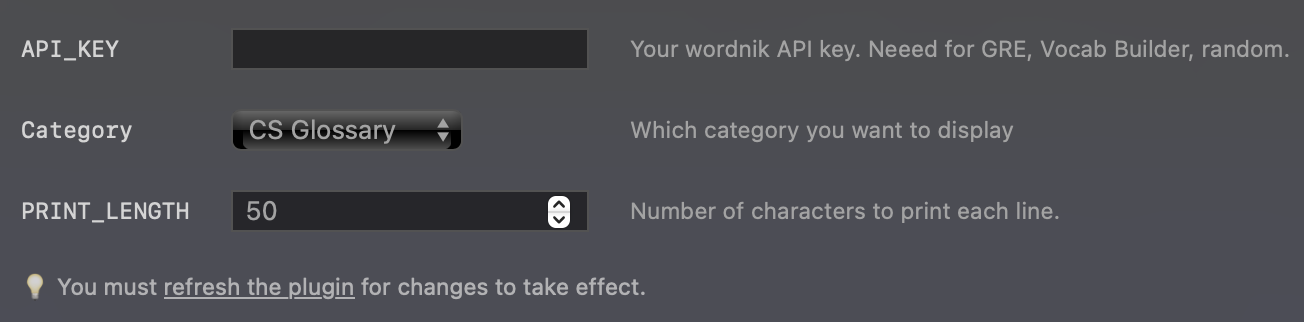 API_KEY Your wordnik API key. Neeed for GRE, Vocab Builder, random.
Category CS Glossary Which category you want to display
PRINT_LENGTH 50 Number of characters to print each line.
You must refresh the plugin for changes to take effect.